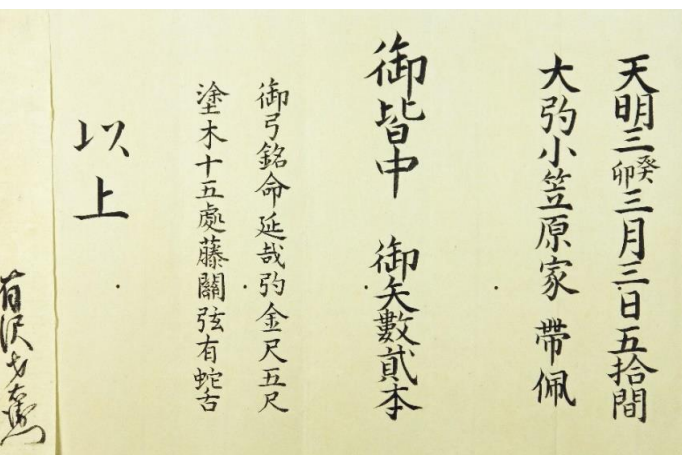 天明三癸卯三月三日五拾間
大弓小笠原家 帶佩
御皆中 御矢數貳本
御弓銘命延哉弓金尺五尺
塗木十五處藤關弦有蛇舌
以上